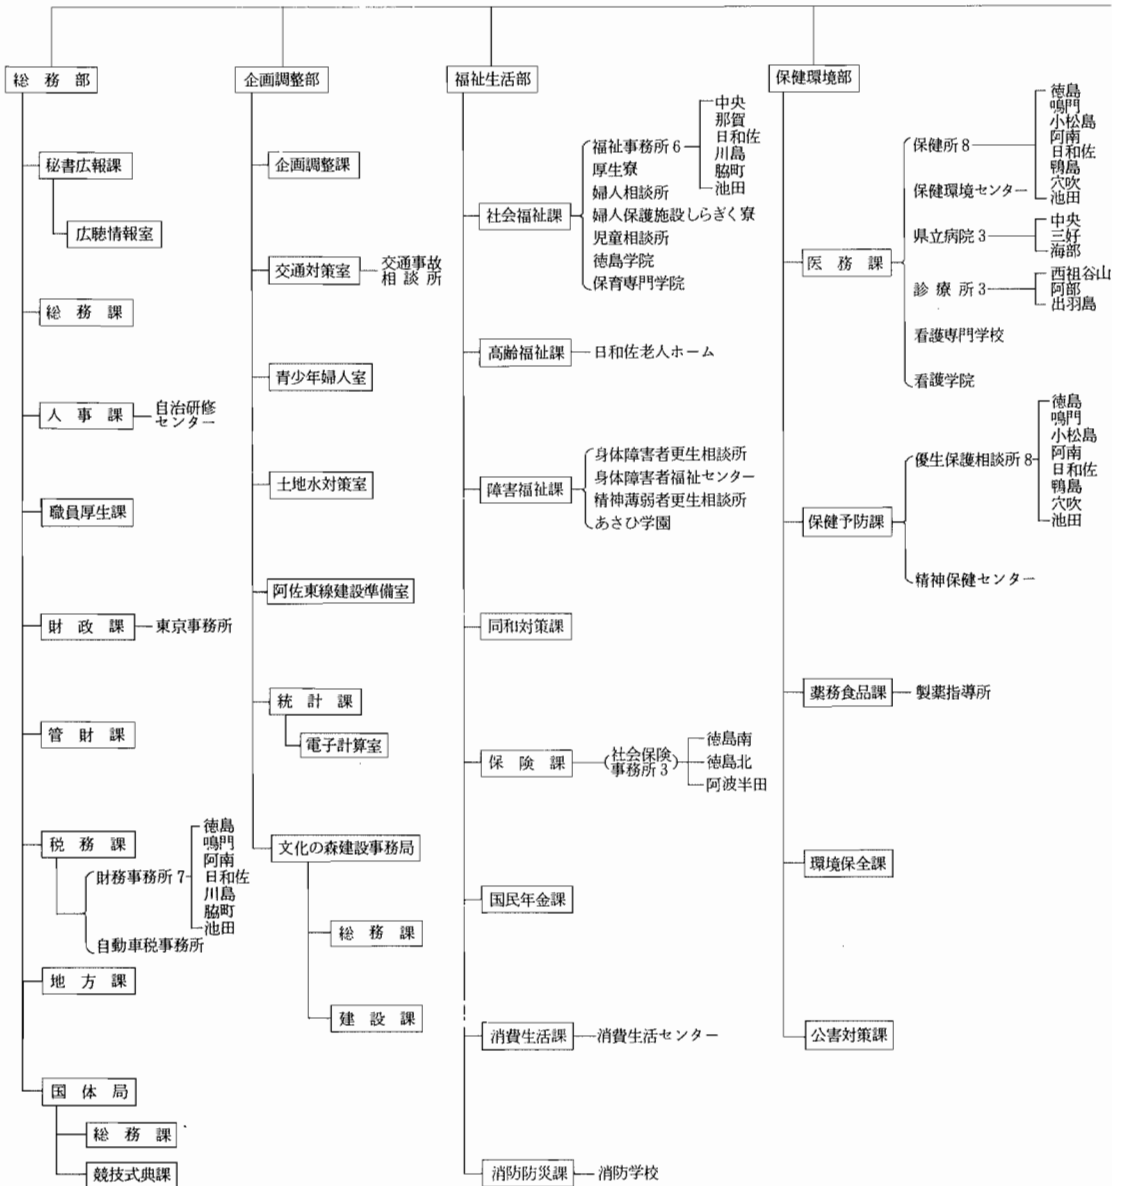 総務部
秘書広報課
広聴情報室
総務課
人事課
自治研修
センター
職員厚生課
財政課
東京事務所
管財課
税務課
財務事務所7
徳島
鳴門
阿南
日和佐
川島
脇町
池田
自動車税事務所
地方課
国体局
総務課
競技式典課
企画調整部
企画調整課
交通対策室
交通事故
相談所
青少年婦人室
土地水対策室
阿佐東線建設準備室
統計課
電子計算室
文化の森建設事務局
総務課
建設課
福祉生活部
社会福祉課
福祉事務所6
中央
那賀
日和佐
川島
脇町
池田
厚生寮
婦人相談所
婦人保護施設しらぎく寮
児童相談所
徳島学院
保育専門学院
高齢福祉課
日和佐老人ホーム
障害福祉課
身体障害者更生相談所
身体障害者福祉センター
精神薄弱者更生相談所
あさひ学園
同和対策課
保険課
(社会保険
事務所3)
徳島南
徳島北
阿波半田
国民年金課
消費生活課
消費生活センター
消防防災課
消防学校
保健環境部
医務課
保健所8
徳島
鳴門
小松島
阿南
日和佐
鴨島
穴吹
池田
保健環境センター
県立病院3
中央
三好
海部
診療所3
西祖谷山
阿部
出羽島
看護専門学校
看護学院
保健予防課
優生保護相談所8
徳島
鳴門
小松島
阿南
日和佐
鴨島
穴吹
池田
精神保健センター
薬務食品課
製薬指導所
環境保全課
公害対策課